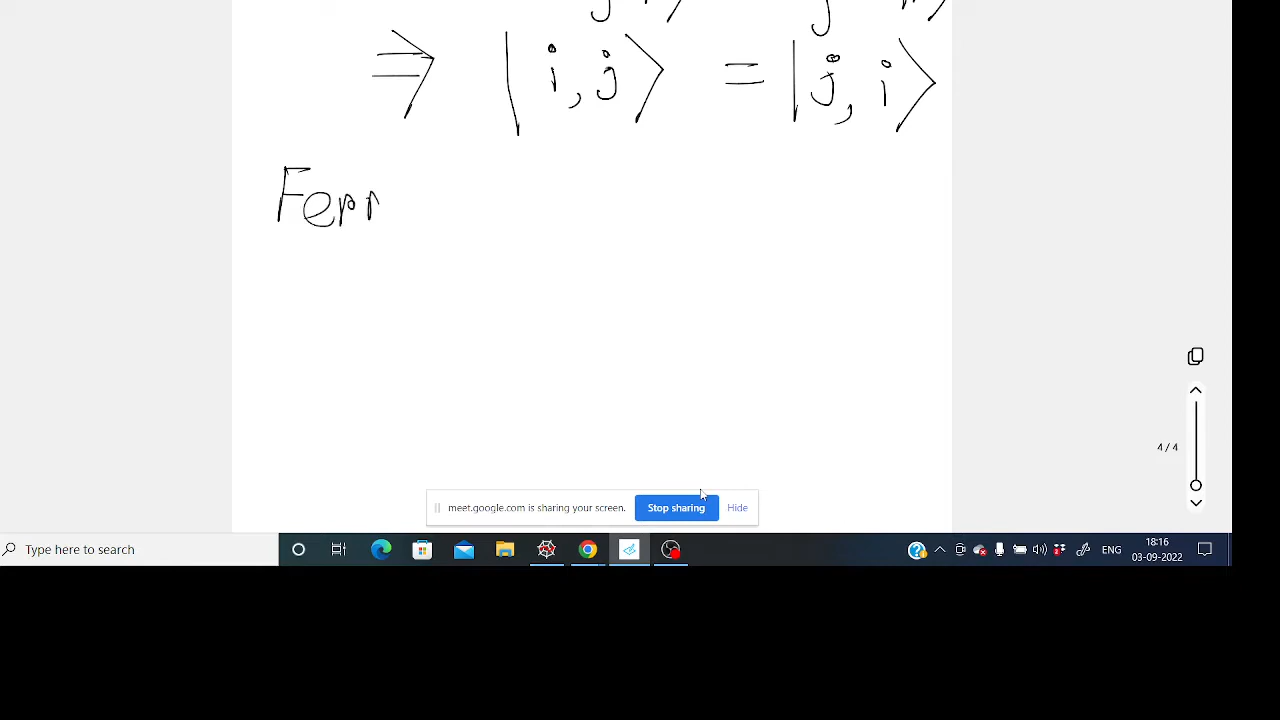 ⇒ |i, j⟩ = |j, i⟩
Ferr
4 / 4
meet.google.com is sharing your screen. Stop sharing Hide
Type here to search
ENG
18:16
03-09-2022